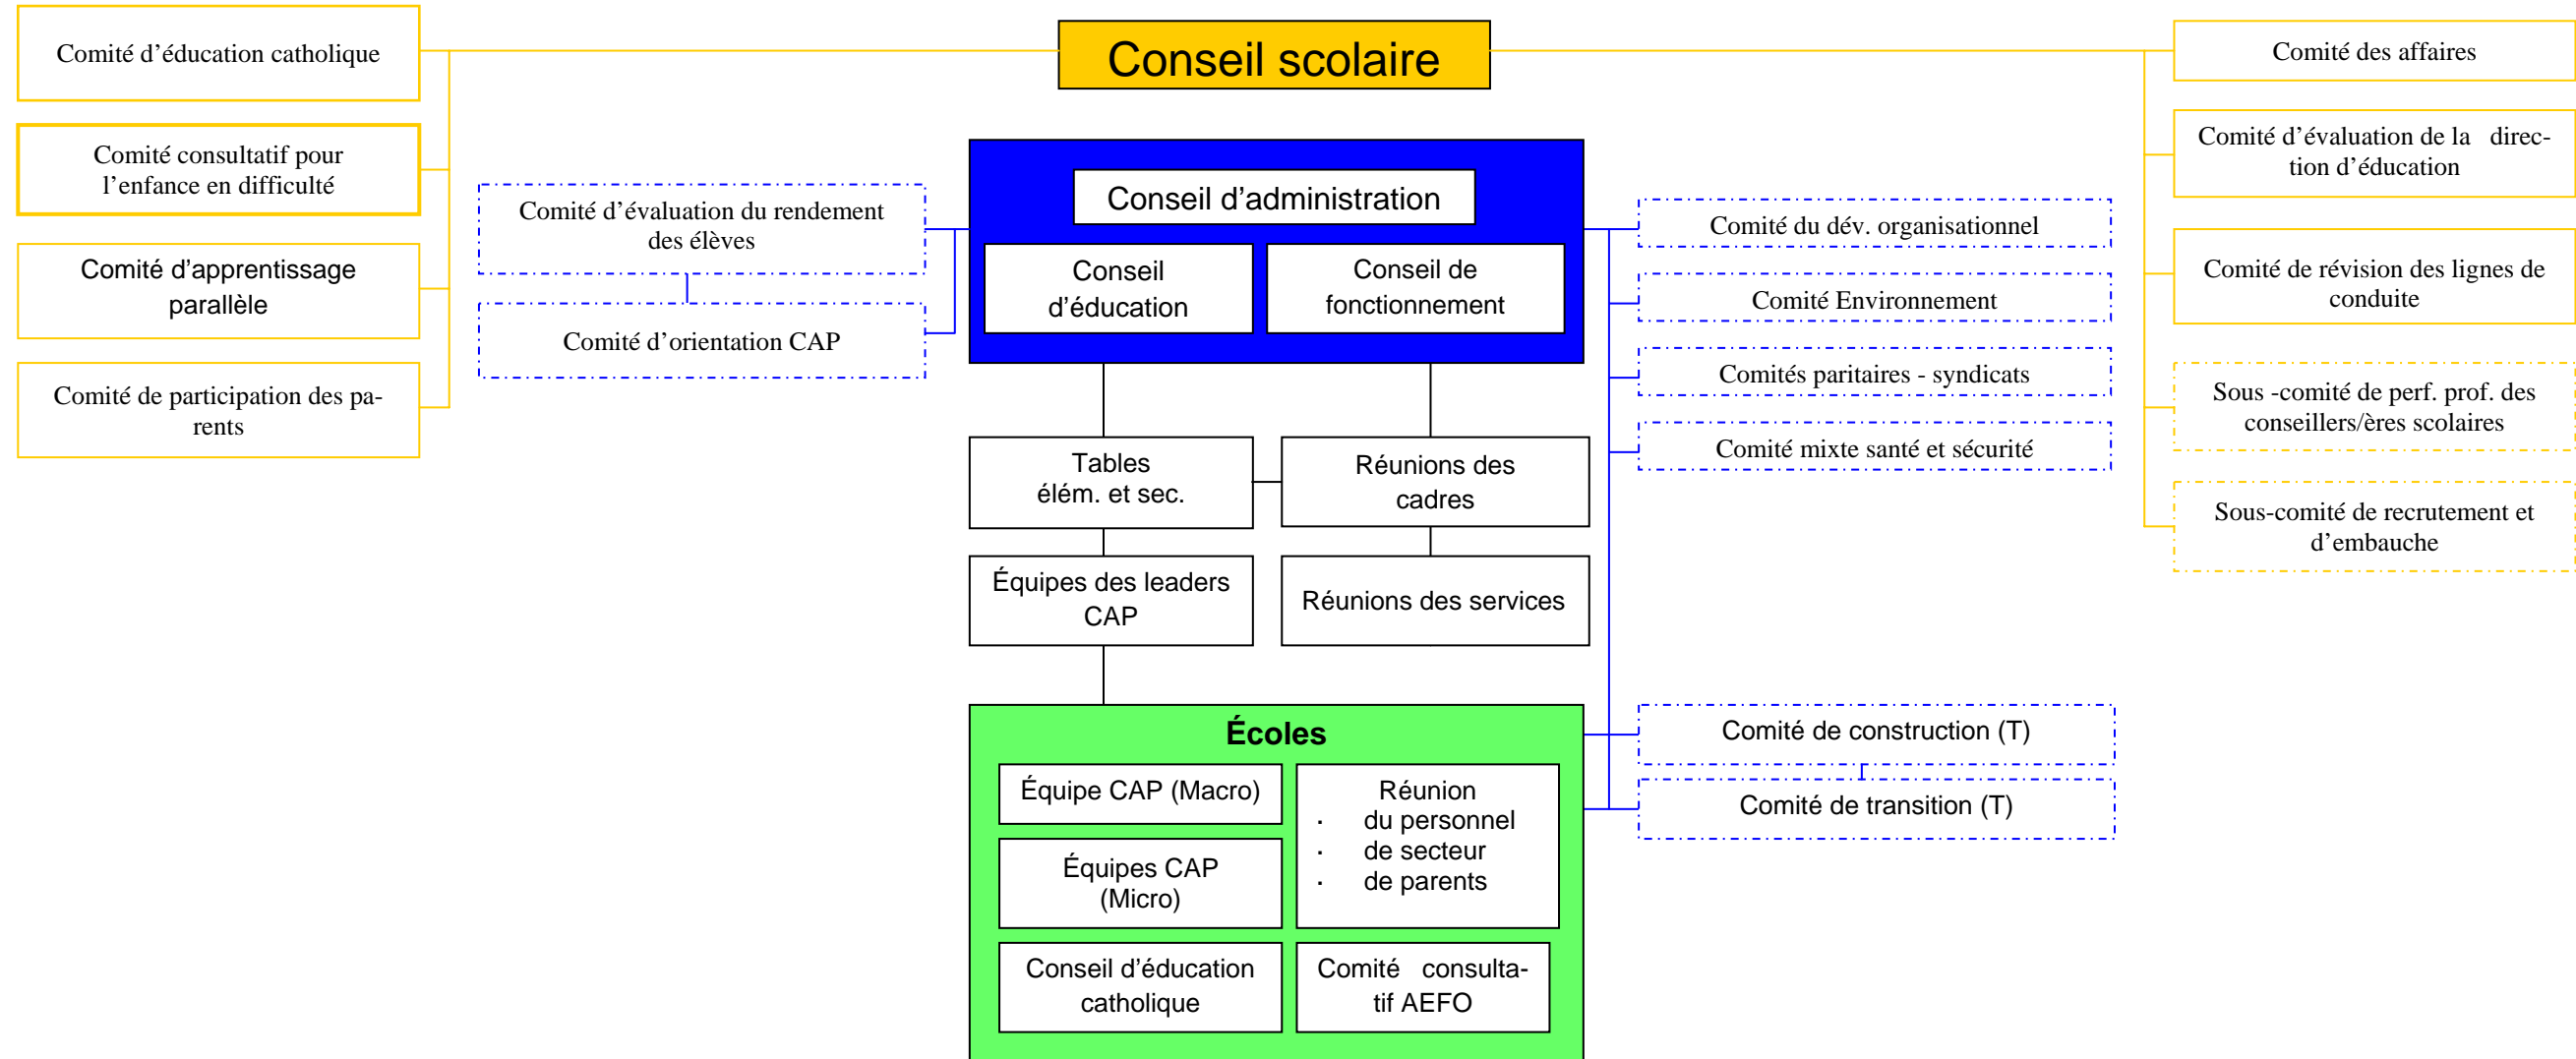 Conseil scolaire
Comité d’éducation catholique
Comité consultatif pour
l’enfance en difficulté
Comité d’apprentissage
parallèle
Comité de participation des pa-
rents
Comité d’évaluation du rendement
des élèves
Comité d’orientation CAP
Conseil d’administration
Conseil
d’éducation
Conseil de
fonctionnement
Comité du dév. organisationnel
Comité Environnement
Comités paritaires - syndicats
Comité mixte santé et sécurité
Comité des affaires
Comité d’évaluation de la direc-
tion d’éducation
Comité de révision des lignes de
conduite
Sous -comité de perf. prof. des
conseillers/ères scolaires
Sous-comité de recrutement et
d’embauche
Tables
élém. et sec.
Réunions des
cadres
Équipes des leaders
CAP
Réunions des services
Écoles
Équipe CAP (Macro)
Équipes CAP
(Micro)
Conseil d’éducation
catholique
Réunion
· du personnel
· de secteur
· de parents
Comité consulta-
tif AEFO
Comité de construction (T)
Comité de transition (T)